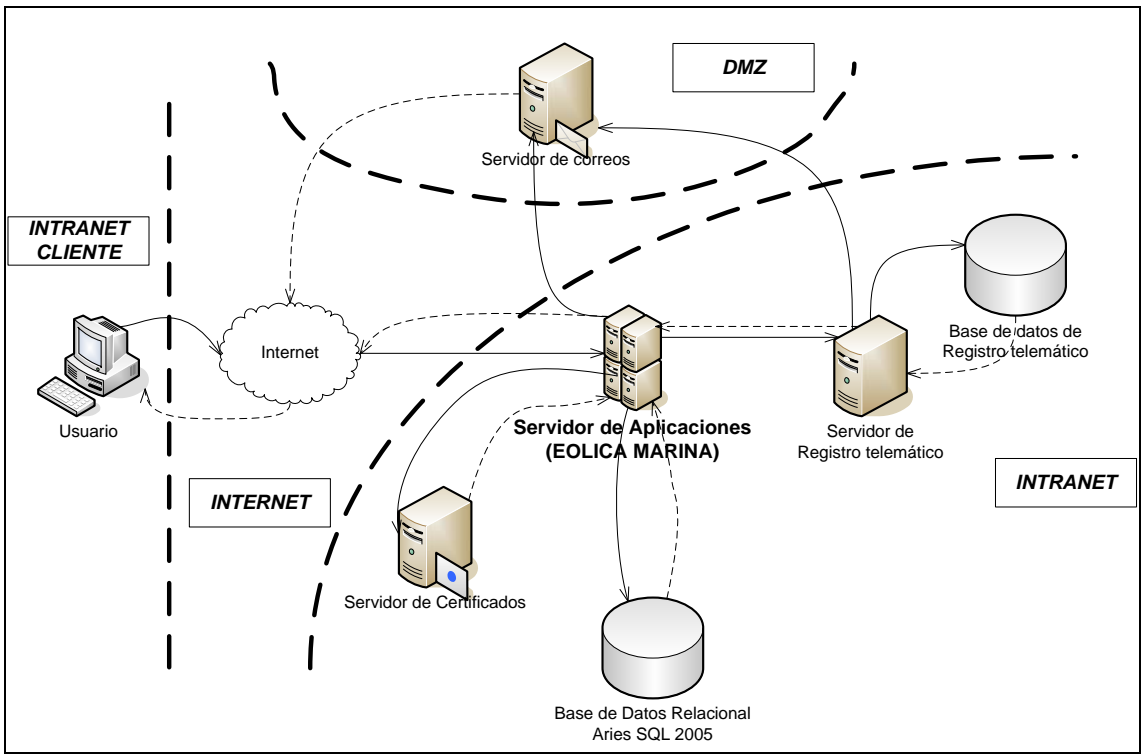 DMZ
Servidor de correos
INTRANET
CLIENTE
Internet
Base de datos de
Registro telemático
Usuario
Servidor de Aplicaciones
(EOLICA MARINA)
Servidor de
Registro telemático
INTERNET
INTRANET
Servidor de Certificados
Base de Datos Relacional
Aries SQL 2005